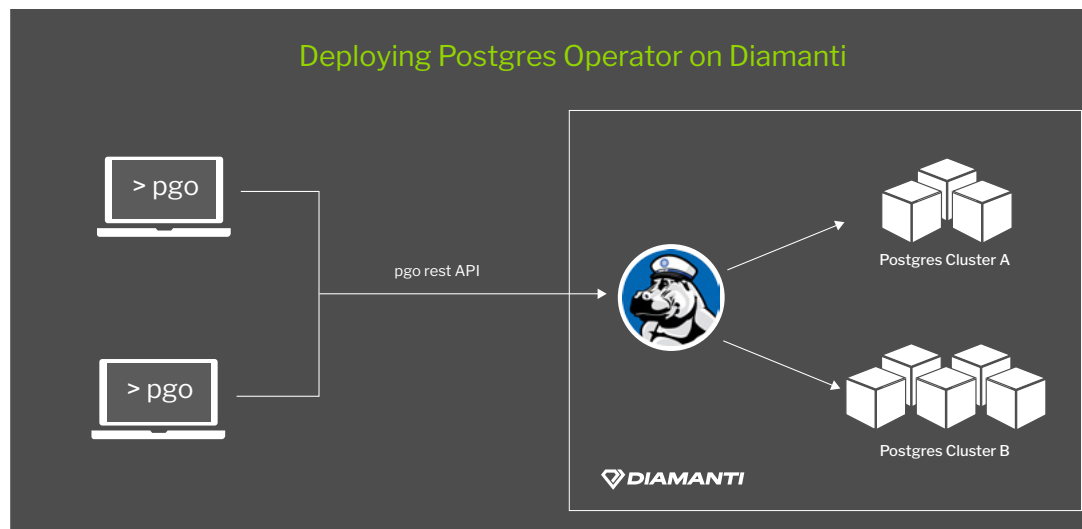 Deploying Postgres Operator on Diamanti
> pgo
pgo rest API
> pgo
Postgres Cluster A
Postgres Cluster B
DIAMANTI